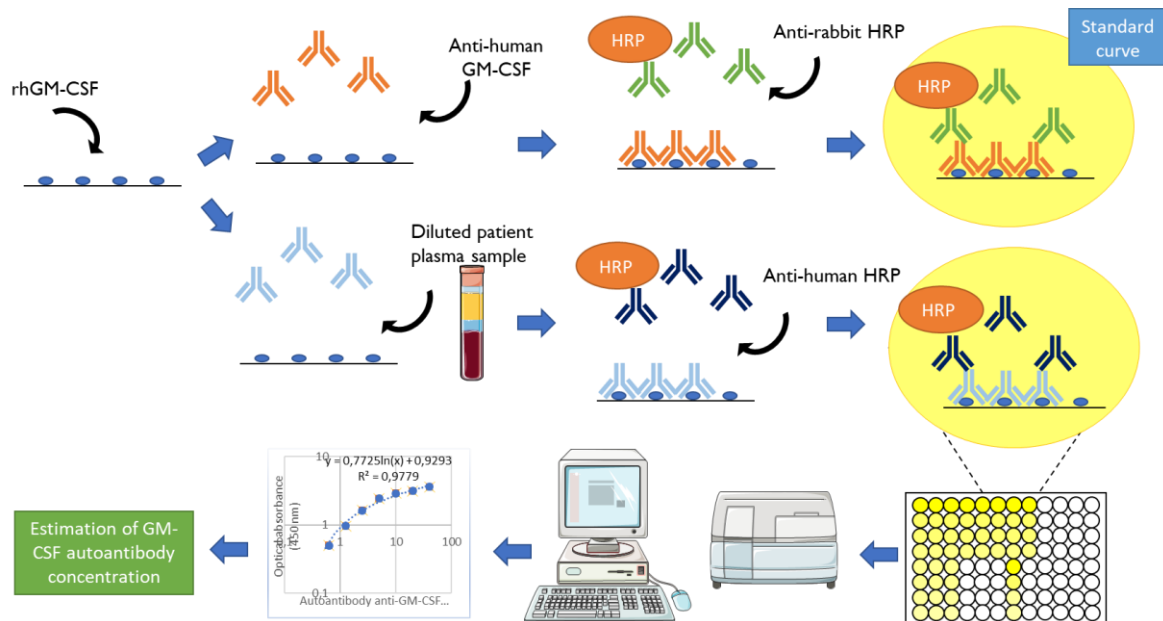 rhGM-CSF
Anti-human
GM-CSF
HRP
Anti-rabbit HRP
Standard
curve
HRP
Diluted patient
plasma sample
HRP
Anti-human HRP
HRP
Estimation of GM-
CSF autoantibody
concentration
Optical absorbance
(450 nm)
y = 0,7725ln(x) + 0,9293
R² = 0,9779
10
1
0.1
1
10
100
Autoantibody anti-GM-CSF...